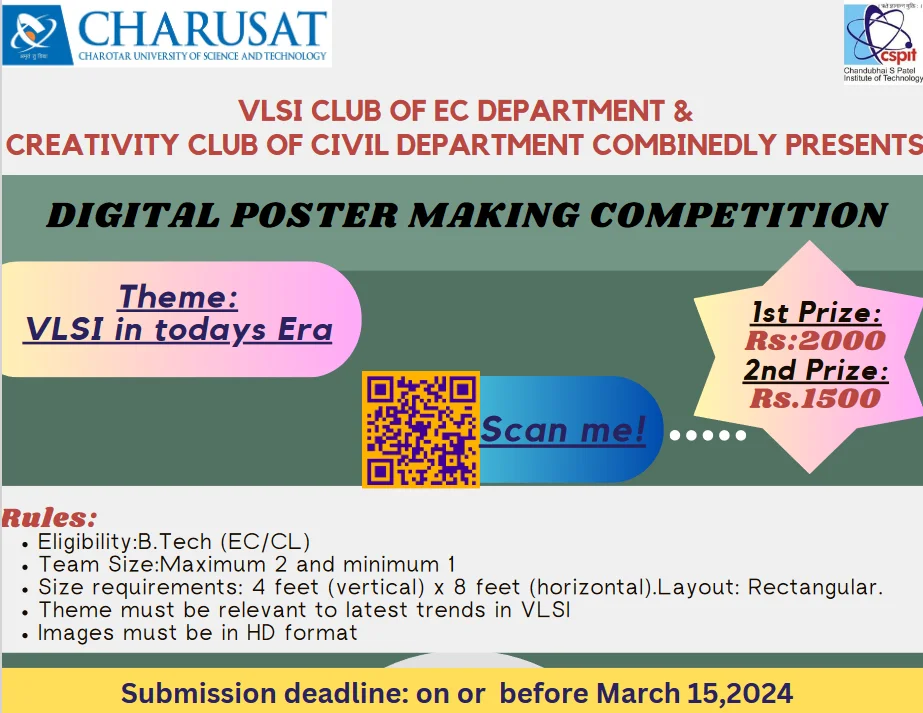 CHARUSAT
CHAROTAR UNIVERSITY OF SCIENCE AND TECHNOLOGY
cspit
Chandubhai S Patel
Institute of Technology
VLSI CLUB OF EC DEPARTMENT &
CREATIVITY CLUB OF CIVIL DEPARTMENT COMBINEDLY PRESENTS
DIGITAL POSTER MAKING COMPETITION
Theme:
VLSI in todays Era
1st Prize:
Rs:2000
2nd Prize:
Rs.1500
Scan me!
Rules:
• Eligibility:B.Tech (EC/CL)
• Team Size:Maximum 2 and minimum 1
• Size requirements: 4 feet (vertical) x 8 feet (horizontal).Layout: Rectangular.
• Theme must be relevant to latest trends in VLSI
• Images must be in HD format
Submission deadline: on or  before March 15,2024